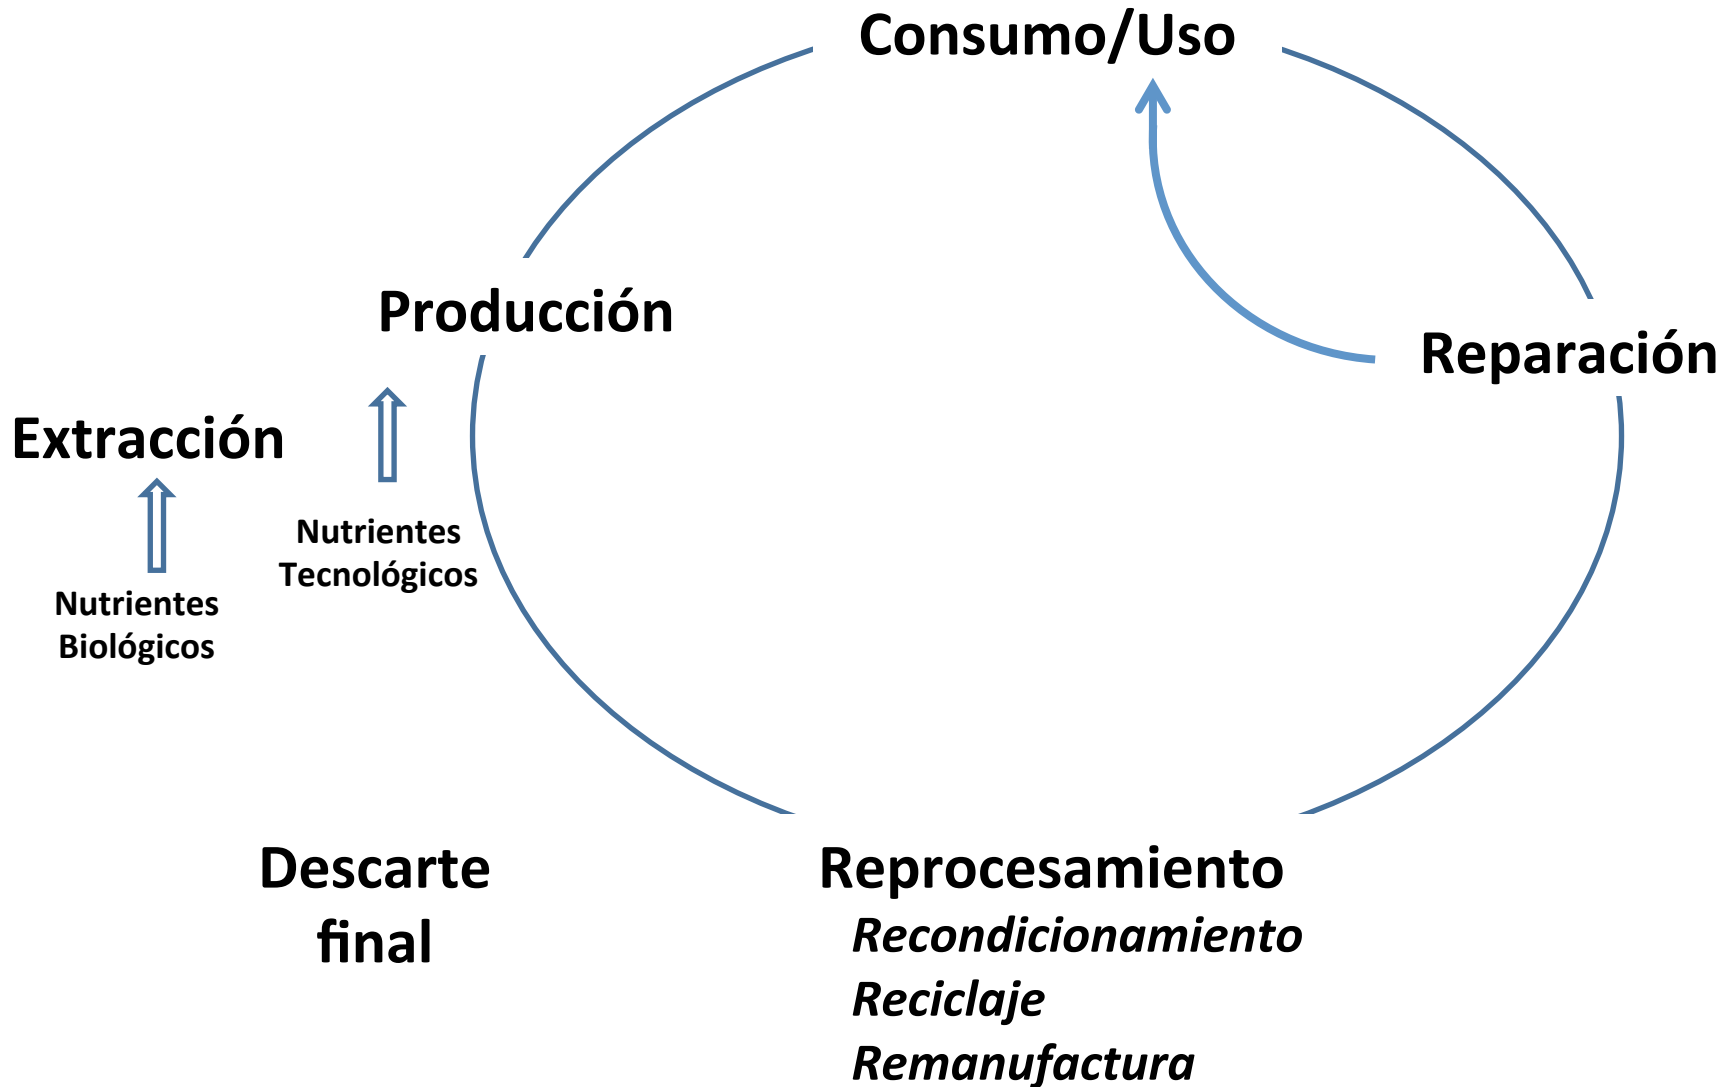 Consumo/Uso
Producción
Reparación
Extracción
Nutrientes
Tecnológicos
Nutrientes
Biológicos
Descarte
final
Reprocesamiento
Recondicionamiento
Reciclaje
Remanufactura